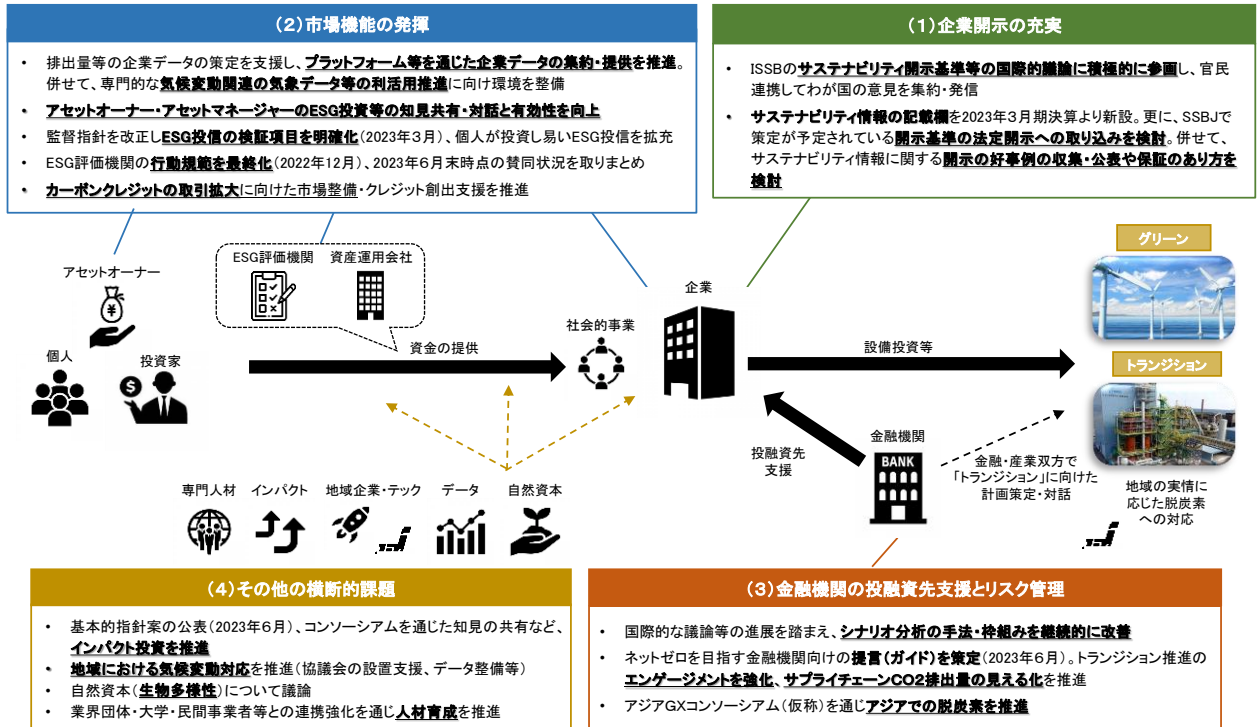 (2)市場機能の発揮
・ 排出量等の企業データの策定を支援し、プラットフォーム等を通じた企業データの集約・提供を推進。
併せて、専門的な気候変動関連の気象データ等の利活用推進に向け環境を整備
・ アセットオーナー・アセットマネージャーのESG投資等の知見共有・対話と有効性を向上
・ 監督指針を改正しESG投信の検証項目を明確化(2023年3月)、個人が投資し易いESG投信を拡充
・ ESG評価機関の行動規範を最終化(2022年12月)、2023年6月末時点の賛同状況を取りまとめ
・ カーボンクレジットの取引拡大に向けた市場整備・クレジット創出支援を推進
(1)企業開示の充実
・ ISSBのサステナビリティ開示基準等の国際的議論に積極的に参画し、官民
連携してわが国の意見を集約・発信
・ サステナビリティ情報の記載欄を2023年3月期決算より新設。更に、SSBJで
策定が予定されている開示基準の法定開示への取り込みを検討。併せて、
サステナビリティ情報に関する開示の好事例の収集・公表や保証のあり方を
検討
アセットオーナー
個人
投資家
ESG評価機関
資産運用会社
資金の提供
社会的事業
企業
設備投資等
グリーン
トランジション
投融資先
支援
金融機関
BANK
金融・産業双方で
「トランジション」に向けた
計画策定・対話
地域の実情に
応じた脱炭素
への対応
専門人材
インパクト
地域企業・テック
データ
自然資本
(4)その他の横断的課題
・ 基本的指針案の公表(2023年6月)、コンソーシアムを通じた知見の共有など、
インパクト投資を推進
・ 地域における気候変動対応を推進(協議会の設置支援、データ整備等)
・ 自然資本(生物多様性)について議論
・ 業界団体・大学・民間事業者等との連携強化を通じ人材育成を推進
(3)金融機関の投融資先支援とリスク管理
・ 国際的な議論等の進展を踏まえ、シナリオ分析の手法・枠組みを継続的に改善
・ ネットゼロを目指す金融機関向けの提言(ガイド)を策定(2023年6月)。トランジション推進の
エンゲージメントを強化、サプライチェーンCO2排出量の見える化を推進
・ アジアGXコンソーシアム(仮称)を通じアジアでの脱炭素を推進